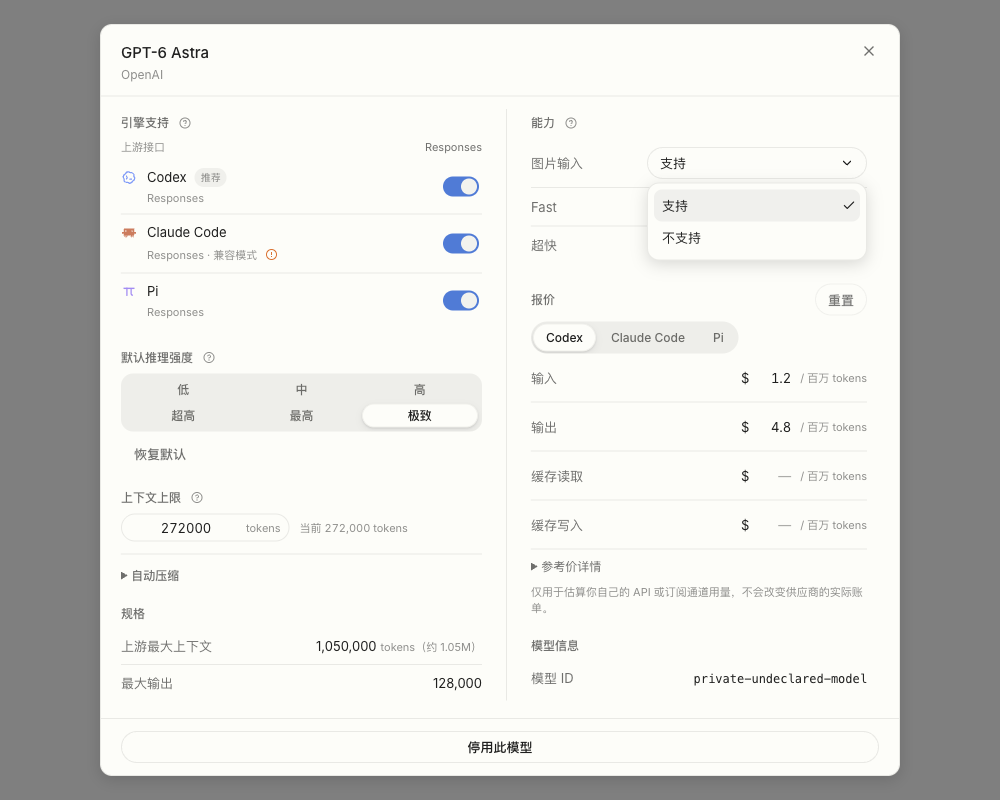 GPT-6 Astra
OpenAI
引擎支持
上游接口 Responses
Codex 推荐
Responses
Claude Code
Responses · 兼容模式
Pi
Responses
默认推理强度
低 中 高
超高 最高 极致
恢复默认
上下文上限
272000 tokens 当前 272,000 tokens
自动压缩
规格
上游最大上下文 1,050,000 tokens（约 1.05M）
最大输出 128,000
能力
图片输入 支持
支持
不支持
Fast
超快
报价 重置
Codex Claude Code Pi
输入 $ 1.2 / 百万 tokens
输出 $ 4.8 / 百万 tokens
缓存读取 $ — / 百万 tokens
缓存写入 $ — / 百万 tokens
参考价详情
仅用于估算你自己的 API 或订阅通道用量，不会改变供应商的实际账
单。
模型信息
模型 ID private-undeclared-model
停用此模型